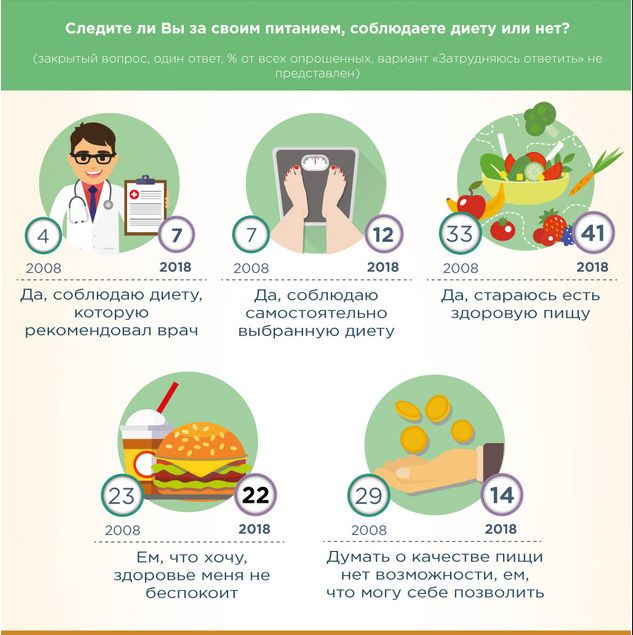 Следите ли Вы за своим питанием, соблюдаете диету или нет?
(закрытый вопрос, один ответ, % от всех опрошенных, вариант «Затрудняюсь ответить» не
представлен)
4
7
2008
2018
Да, соблюдаю диету,
которую
рекомендовал врач
7
12
2008
2018
Да, соблюдаю
самостоятельно
выбранную диету
33
41
2008
2018
Да, стараюсь есть
здоровую пищу
23
22
2008
2018
Ем, что хочу,
здоровье меня не
беспокоит
29
14
2008
2018
Думать о качестве пищи
нет возможности, ем,
что могу себе позволить